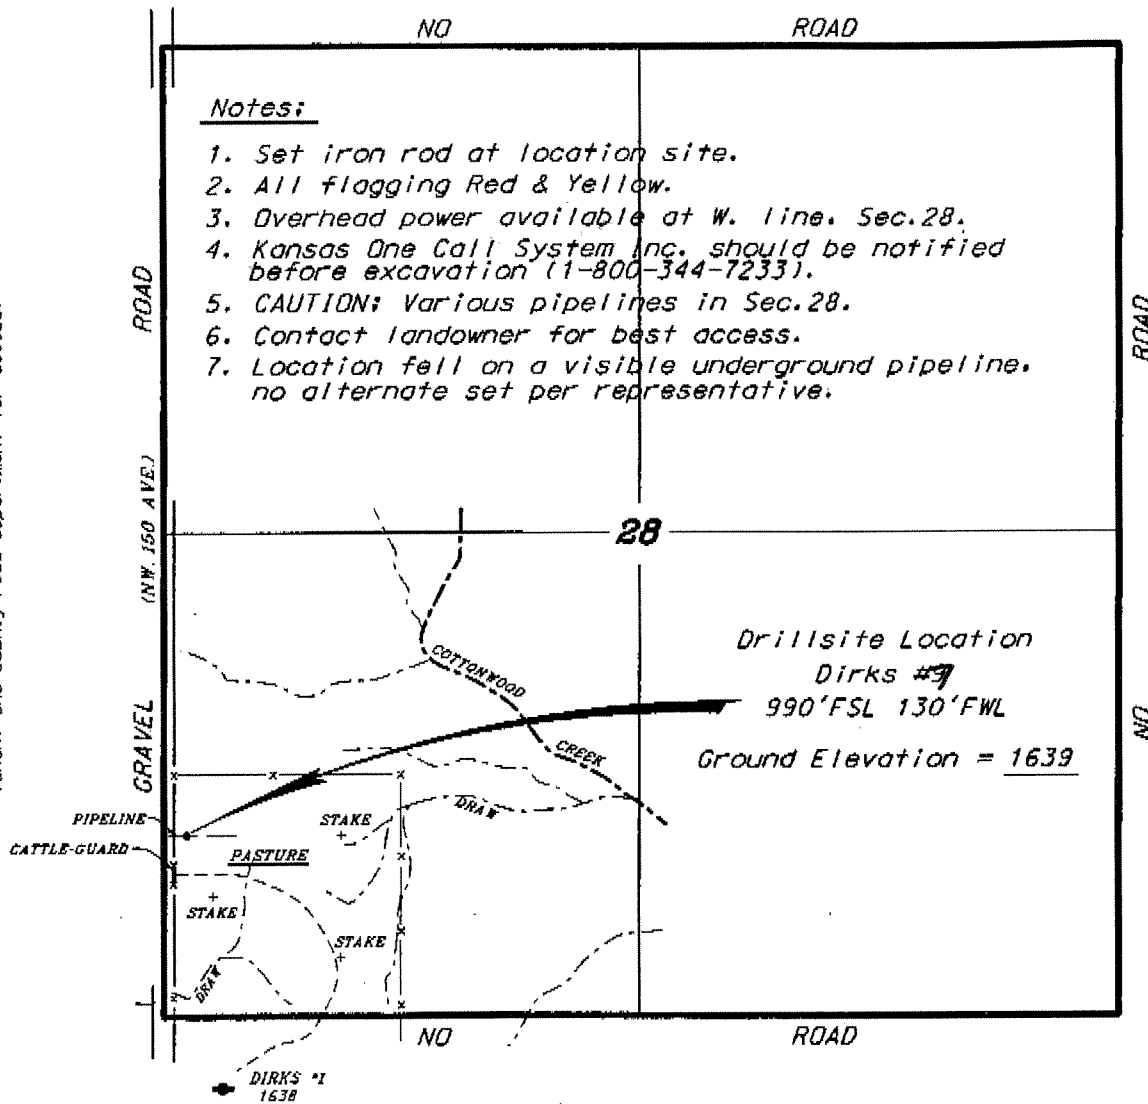 NO ROAD
Notes:
1. Set iron rod at location site.
2. All flagging Red & Yellow.
3. Overhead power available at W. line. Sec.28.
4. Kansas One Call System Inc. should be notified
before excavation (1-800-344-7233).
5. CAUTION: Various pipelines in Sec.28.
6. Contact landowner for best access.
7. Location fell on a visible underground pipeline.
no alternate set per representative.
ROAD
(NW. 150 AVE.)
GRAVEL
ROAD
NO
28
COTTONWOOD
CREEK
Drillsite Location
Dirks
990'FSL 130'FWL
Ground Elevation = 1639
DRAW
PIPELINE
CATTLE-GUARD
STAKE
PASTURE
STAKE
STAKE
DRAW
NO ROAD
DIRKS #1
1638